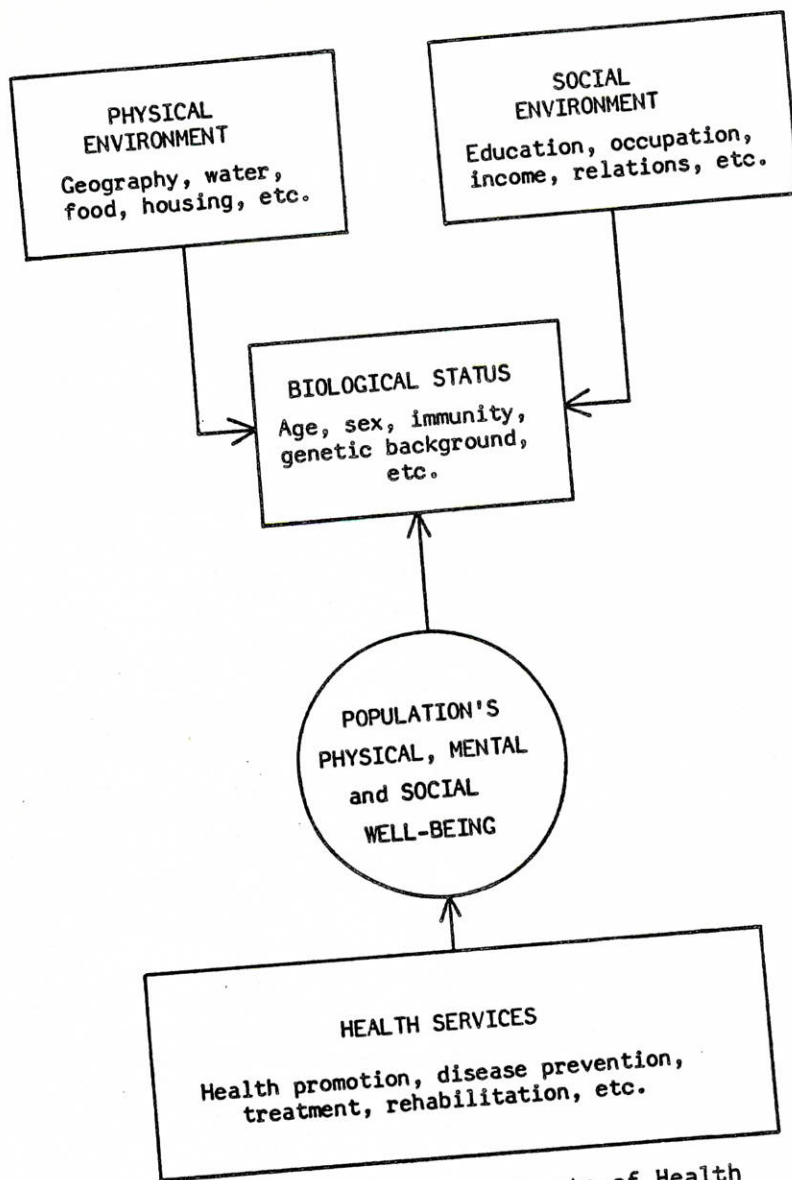 PHYSICAL
ENVIRONMENT
Geography, water,
food, housing, etc.
SOCIAL
ENVIRONMENT
Education, occupation,
income, relations, etc.
BIOLOGICAL STATUS
Age, sex, immunity,
genetic background,
etc.
POPULATION'S
PHYSICAL, MENTAL
and SOCIAL
WELL-BEING
HEALTH SERVICES
Health promotion, disease prevention,
treatment, rehabilitation, etc.
of Health